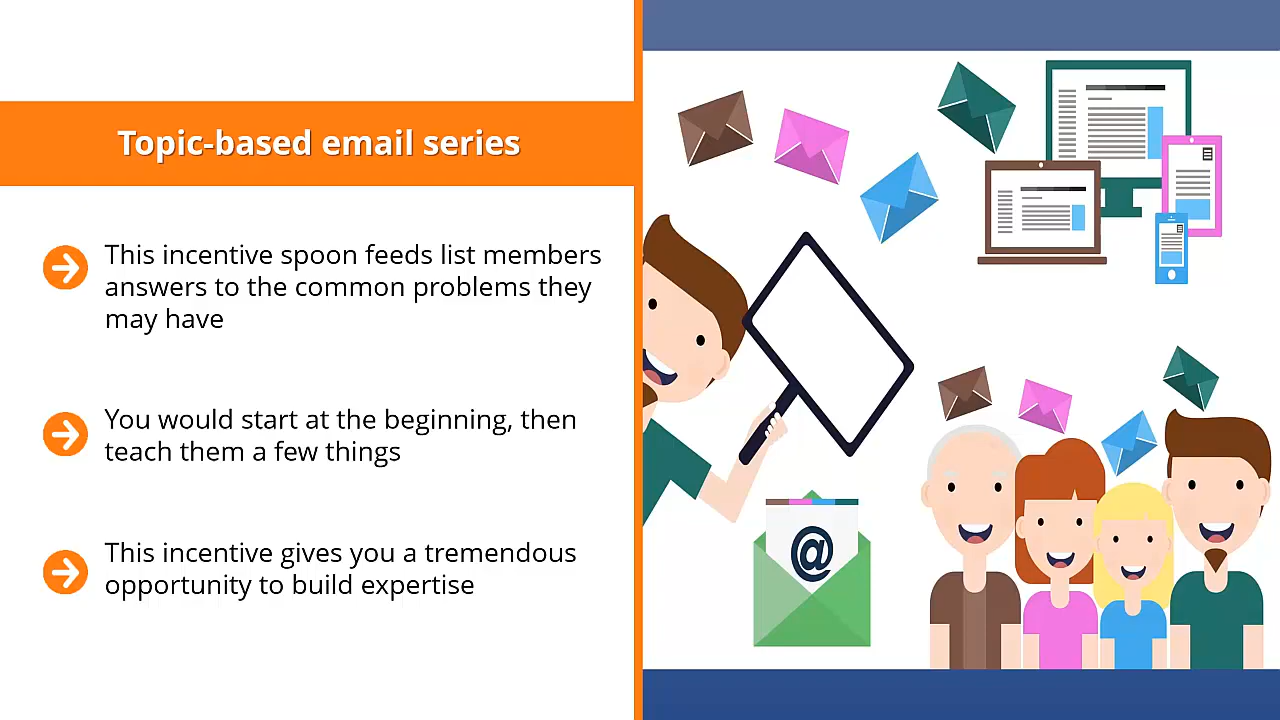 Topic-based email series
This incentive spoon feeds list members
answers to the common problems they
may have
You would start at the beginning, then
teach them a few things
This incentive gives you a tremendous
opportunity to build expertise
@